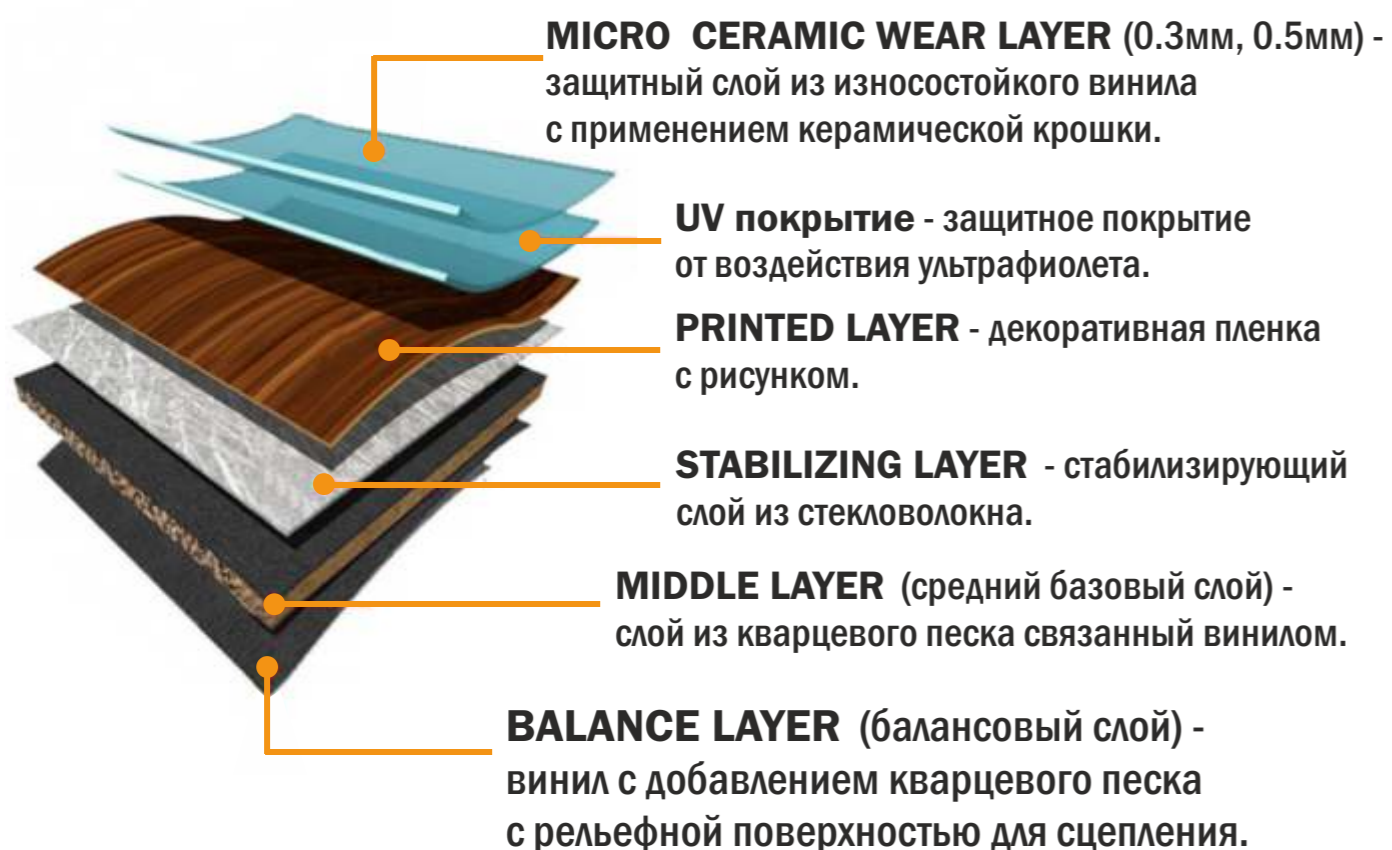 MICRO CERAMIC WEAR LAYER (0.3мм, 0.5мм) -
защитный слой из износостойкого винила
с применением керамической крошки.
UV покрытие - защитное покрытие
от воздействия ультрафиолета.
PRINTED LAYER - декоративная пленка
с рисунком.
STABILIZING LAYER - стабилизирующий
слой из стекловолокна.
MIDDLE LAYER (средний базовый слой) -
слой из кварцевого песка связанный винилом.
BALANCE LAYER (балансовый слой) -
винил с добавлением кварцевого песка
с рельефной поверхностью для сцепления.